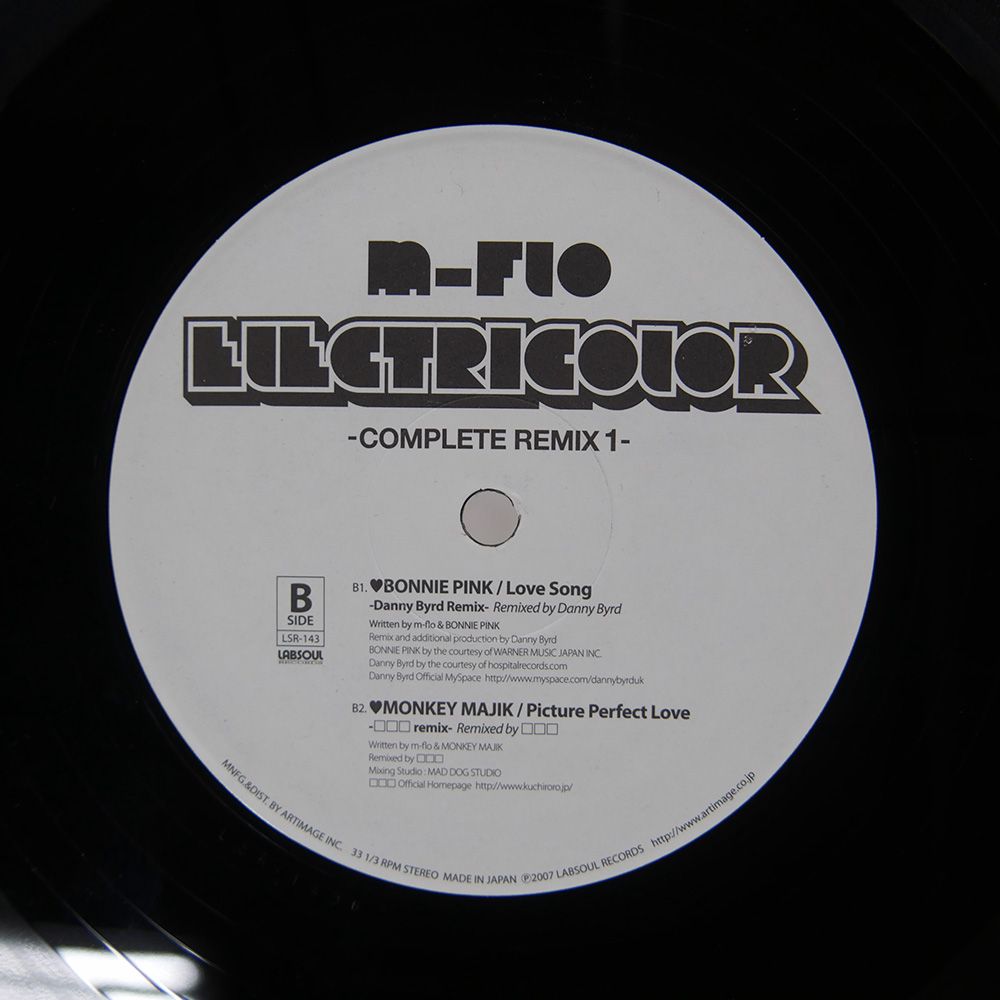 m-flo
ELECTRICOLOR
-COMPLETE REMIX 1-
B
SIDE
LSR-143
LABSOUL
RECORDS
B1. ♥BONNIE PINK / Love Song
-Danny Byrd Remix- Remixed by Danny Byrd
Written by m-flo & BONNIE PINK
Remix and additional production by Danny Byrd
BONNIE PINK by the courtesy of WARNER MUSIC JAPAN INC.
Danny Byrd by the courtesy of hospitalrecords.com
Danny Byrd Official MySpace http://www.myspace.com/dannybyrduk
B2. ♥MONKEY MAJIK / Picture Perfect Love
-□□□ remix- Remixed by □□□
Written by m-flo & MONKEY MAJIK
Remixed by □□□
Mixing Studio : MAD DOG STUDIO
□□□ Official Homepage http://www.kuchiroro.jp/
MNFG.&DIST. BY ARTIMAGE INC. 33 1/3 RPM STEREO MADE IN JAPAN ℗2007 LABSOUL RECORDS http://www.artimage.co.jp